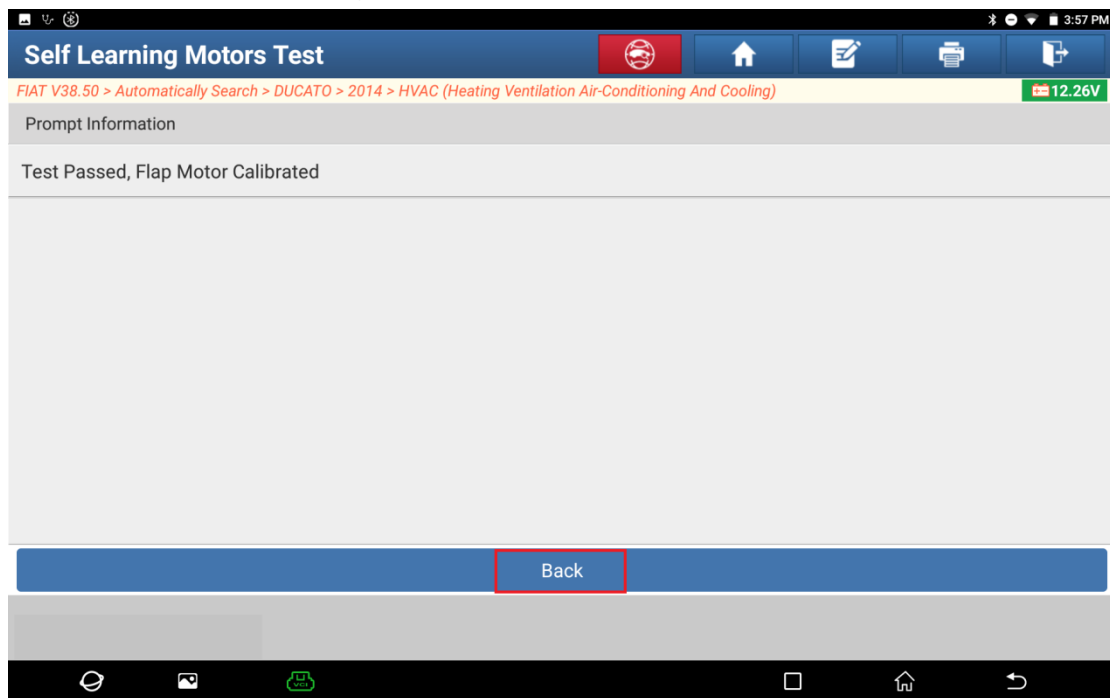 3:57 PM
Self Learning Motors Test
FIAT V38.50 > Automatically Search > DUCATO > 2014 > HVAC (Heating Ventilation Air-Conditioning And Cooling)
12.26V
Prompt Information
Test Passed, Flap Motor Calibrated
Back
VCI